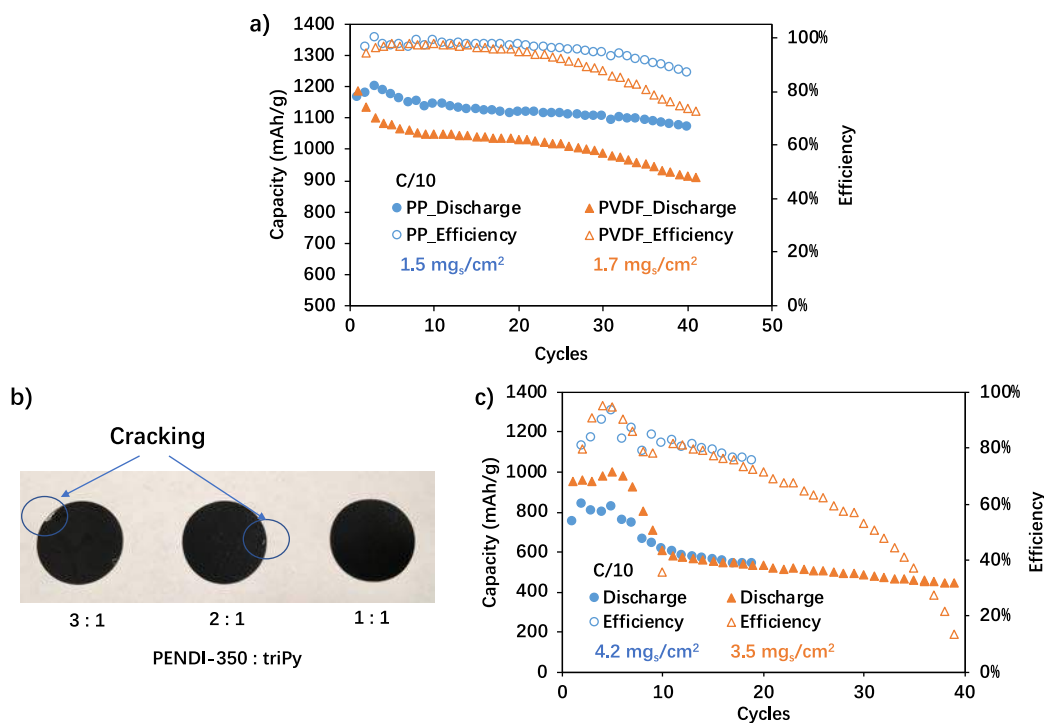 a)
1400
1300
1200
1100
1000
900
800
700
600
500
Capacity (mAh/g)
100%
80%
60%
40%
20%
0%
Efficiency
C/10
PP_Discharge
PVDF_Discharge
PP_Efficiency
PVDF_Efficiency
1.5 mgₛ/cm²
1.7 mgₛ/cm²
0 10 20 30 40 50
Cycles
b)
Cracking
3 : 1
2 : 1
1 : 1
PENDI-350 : triPy
c)
1400
1200
1000
800
600
400
200
0
Capacity (mAh/g)
100%
80%
60%
40%
20%
0%
Efficiency
C/10
Discharge
Discharge
Efficiency
Efficiency
4.2 mgₛ/cm²
3.5 mgₛ/cm²
0 10 20 30 40
Cycles